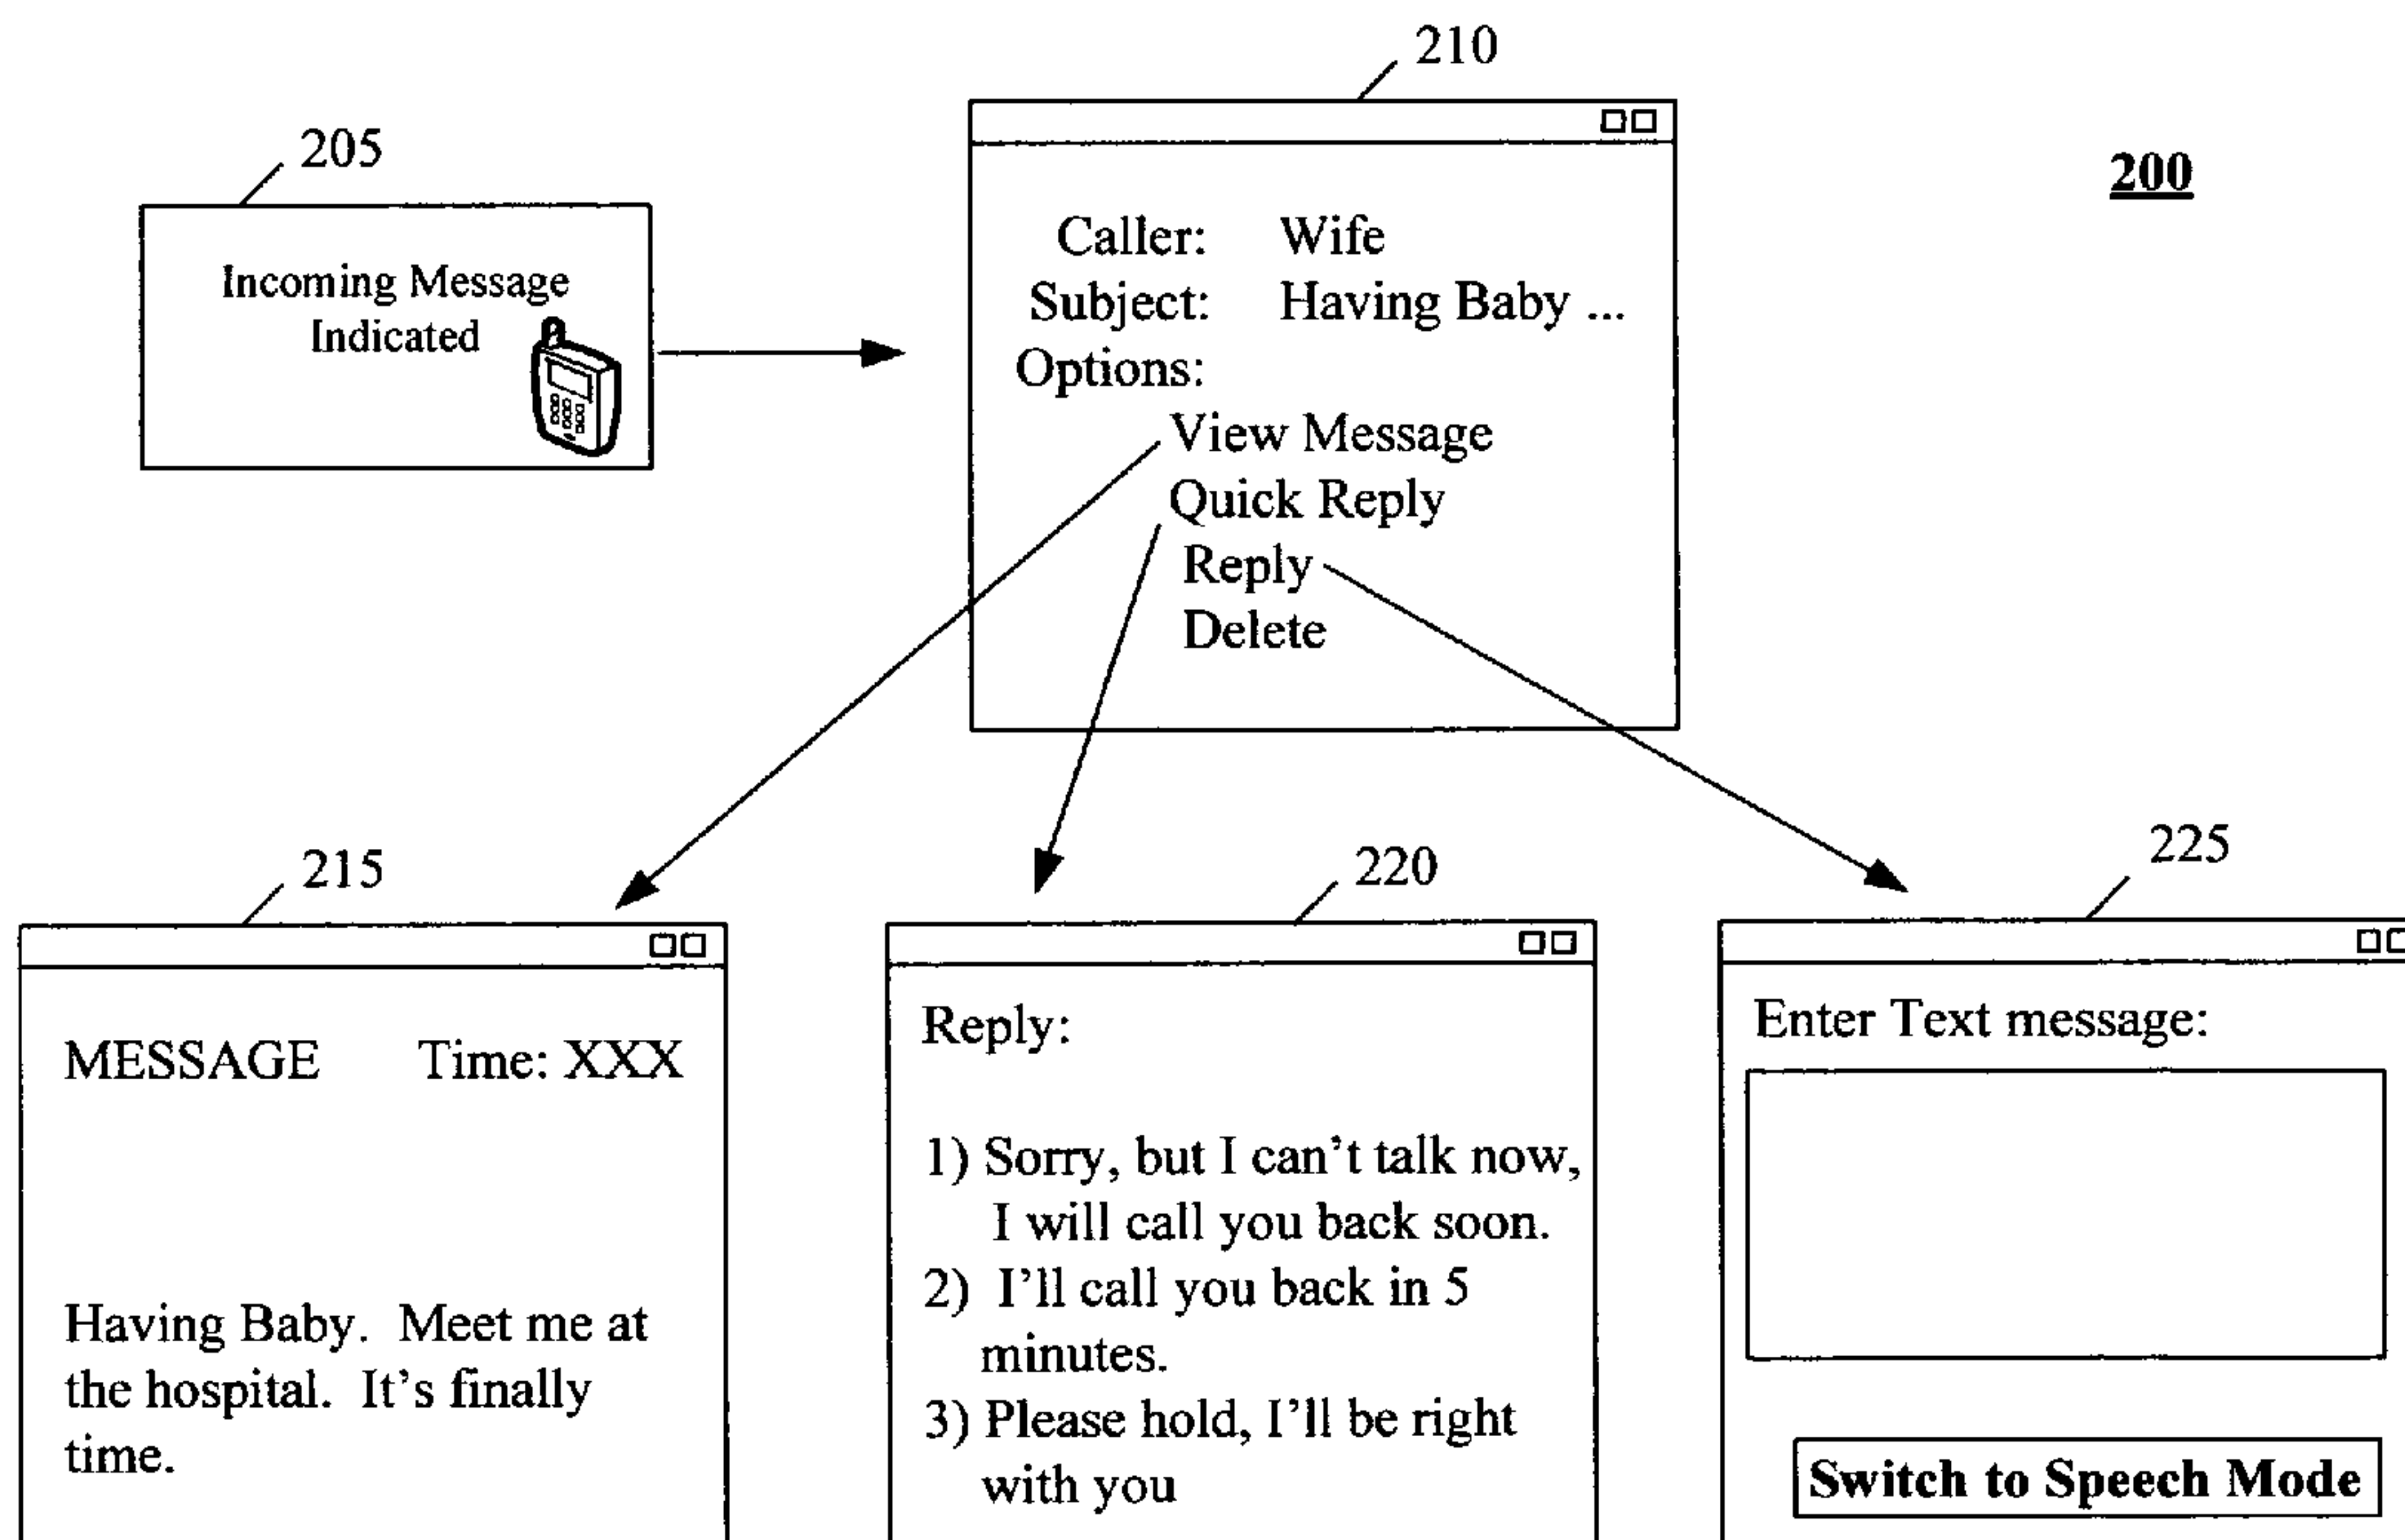 210
205
200
Incoming Message
Indicated
Caller: Wife
Subject: Having Baby ...
Options:
View Message
Quick Reply
Reply
Delete
215
220
225
MESSAGE Time: XXX
Having Baby. Meet me at
the hospital. It's finally
time.
Reply:
1) Sorry, but I can't talk now,
I will call you back soon.
2) I'll call you back in 5
minutes.
3) Please hold, I'll be right
with you
Enter Text message:
Switch to Speech Mode